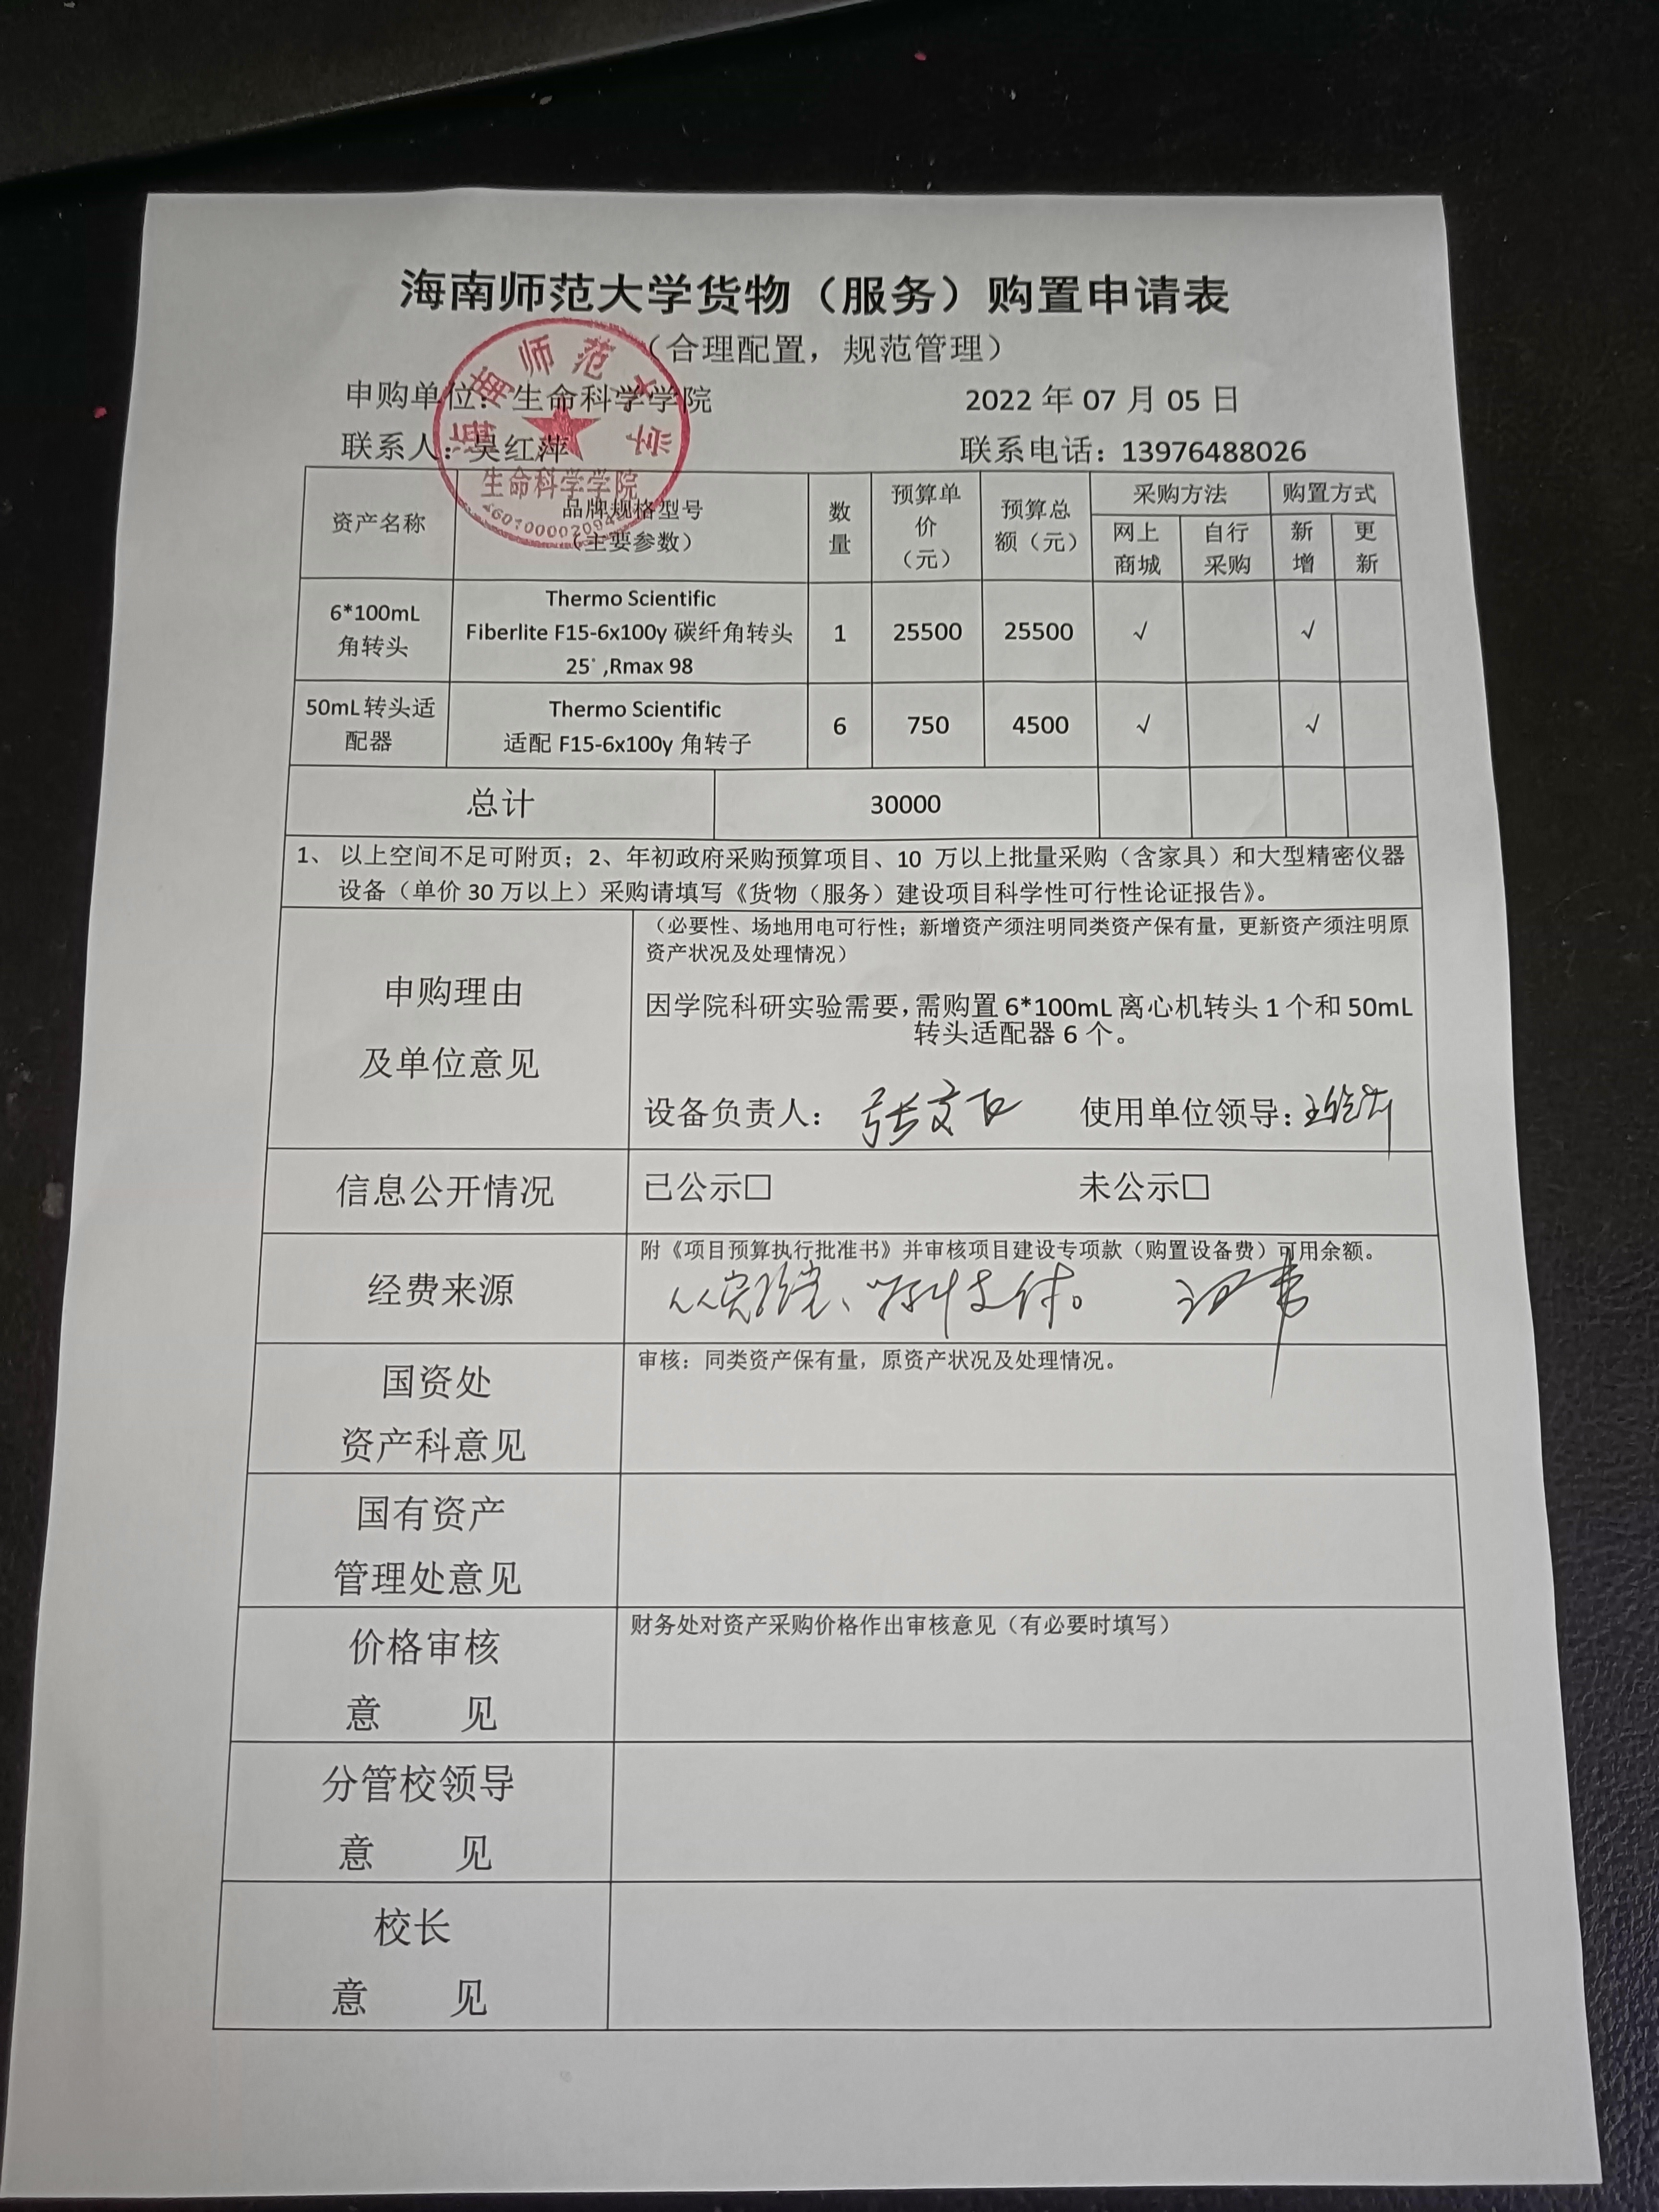 海南师范大学货物（服务）购置申请表
（合理配置，规范管理）
申购单位：生命科学学院 2022 年 07 月 05 日
联系人：吴红萍 联系电话：13976488026
海南师范大学
生命科学学院
资产名称
品牌规格型号
（主要参数）
数
量
预算单
价
（元）
预算总
额（元）
采购方法
网上
商城
自行
采购
购置方式
新
增
更
新
6*100mL
角转头
Thermo Scientific
Fiberlite F15-6x100y 碳纤角转头
25° ,Rmax 98
1 25500 25500 √ √
50mL 转头适
配器
Thermo Scientific
适配 F15-6x100y 角转子
6 750 4500 √ √
总计 30000
1、 以上空间不足可附页；2、年初政府采购预算项目、10 万以上批量采购（含家具）和大型精密仪器
设备（单价 30 万以上）采购请填写《货物（服务）建设项目科学性可行性论证报告》。
申购理由
及单位意见
（必要性、场地用电可行性；新增资产须注明同类资产保有量，更新资产须注明原
资产状况及处理情况）
因学院科研实验需要，需购置 6*100mL 离心机转头 1 个和 50mL
转头适配器 6 个。
设备负责人： 使用单位领导：
信息公开情况 已公示□ 未公示□
经费来源
附《项目预算执行批准书》并审核项目建设专项款（购置设备费）可用余额。
支付。
国资处
资产科意见
审核：同类资产保有量，原资产状况及处理情况。
国有资产
管理处意见
价格审核
意 见
财务处对资产采购价格作出审核意见（有必要时填写）
分管校领导
意 见
校长
意 见